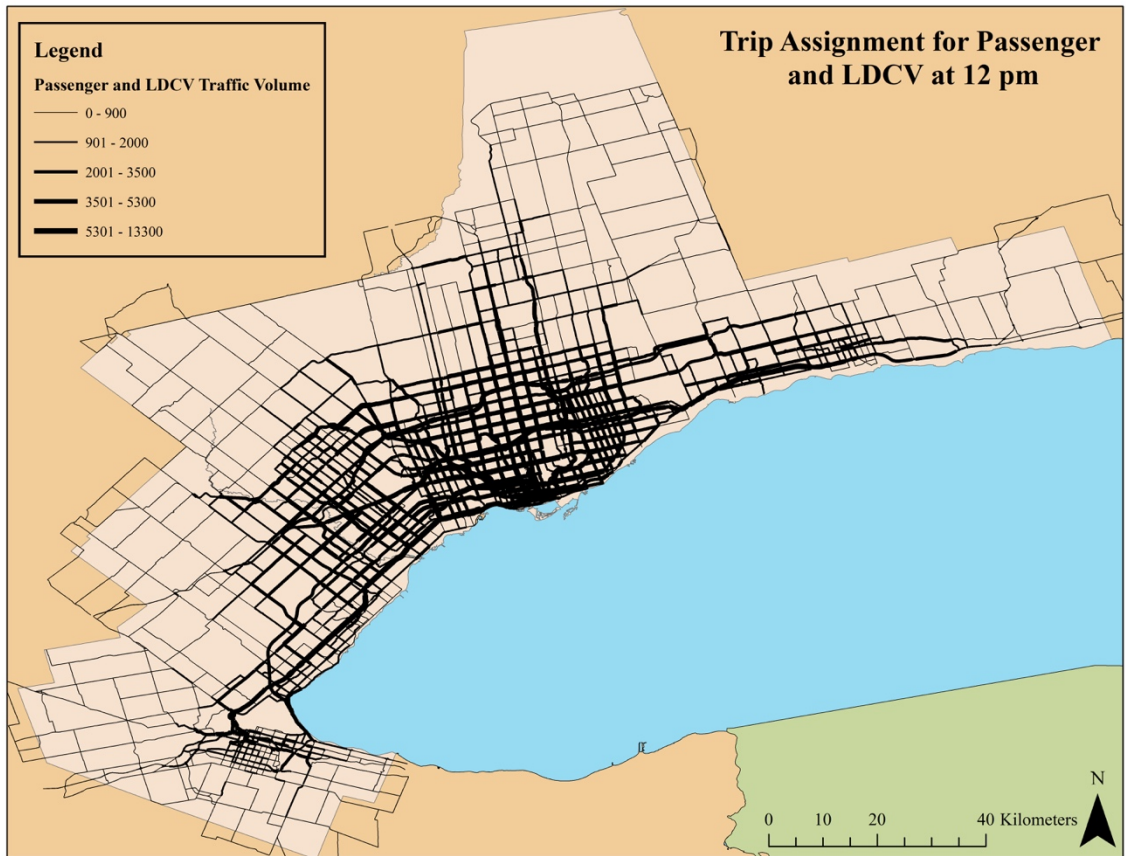 Legend
Passenger and LDCV Traffic Volume
0 - 900
901 - 2000
2001 - 3500
3501 - 5300
5301 - 13300
Trip Assignment for Passenger
and LDCV at 12 pm
N
0 10 20 40 Kilometers